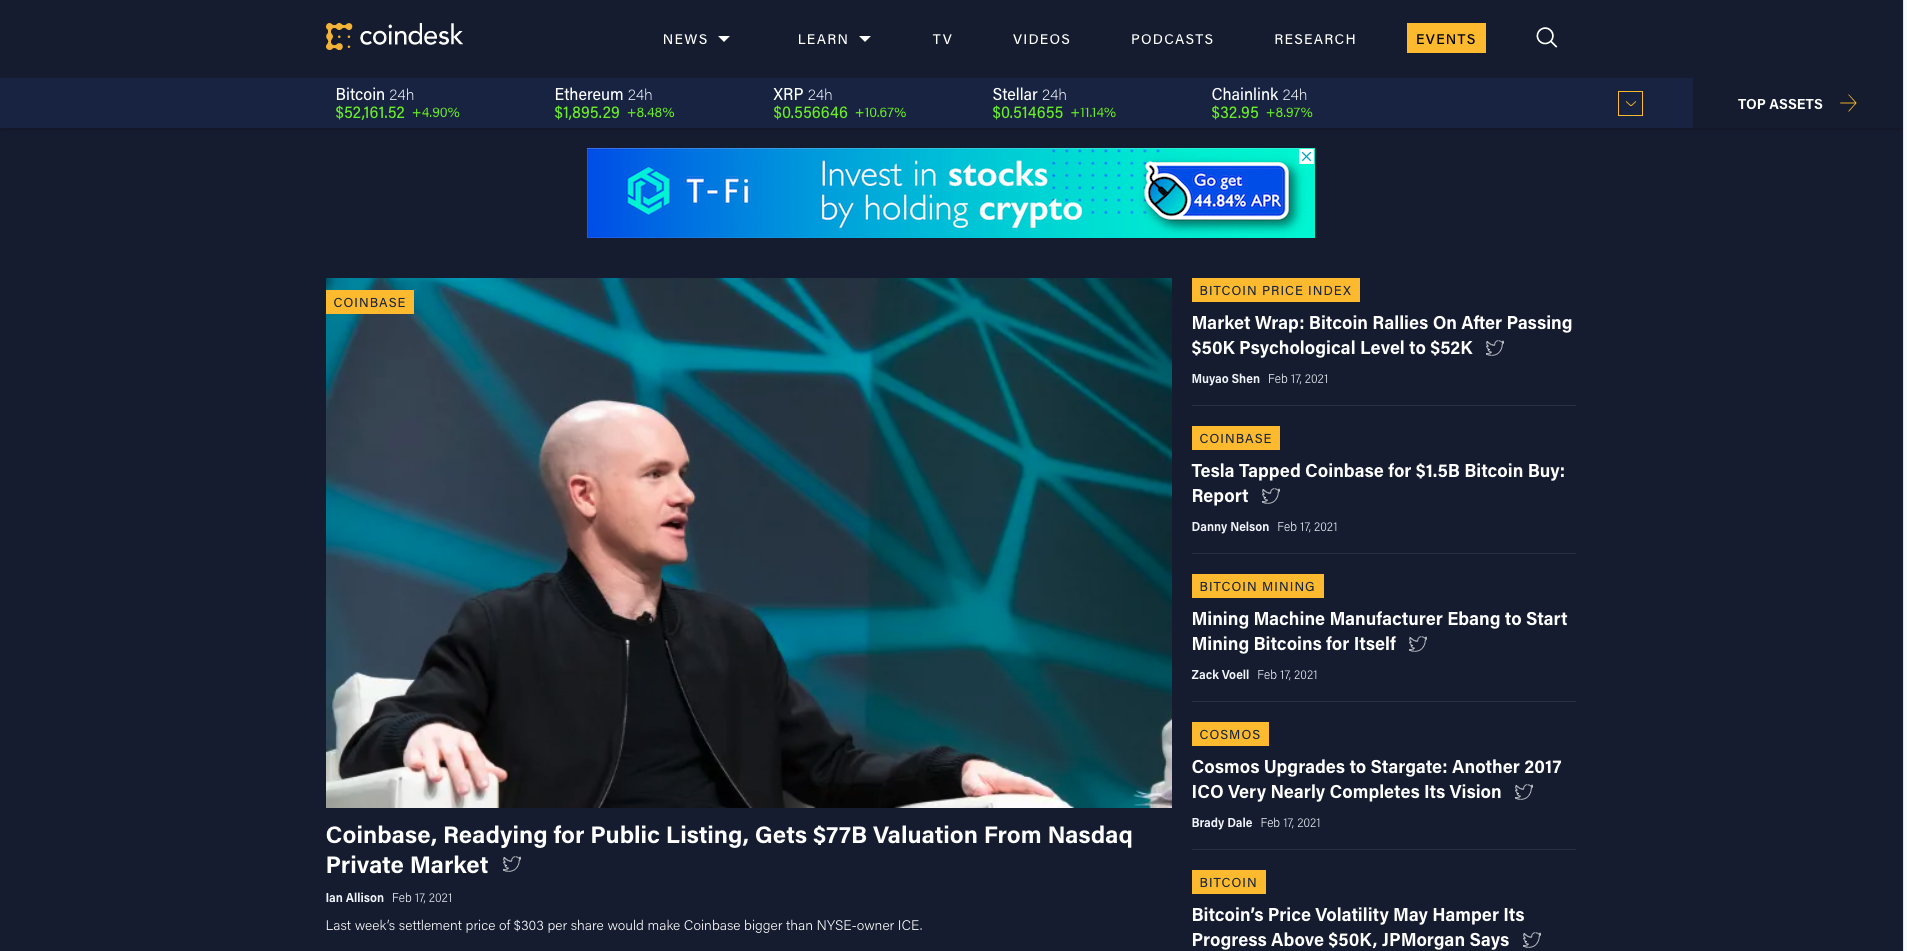 coindesk
NEWS
LEARN
TV
VIDEOS
PODCASTS
RESEARCH
EVENTS
Bitcoin 24h
$52,161.52 +4.90%
Ethereum 24h
$1,895.29 +8.48%
XRP 24h
$0.556646 +10.67%
Stellar 24h
$0.514655 +11.14%
Chainlink 24h
$32.95 +8.97%
TOP ASSETS
T-Fi
Invest in stocks
by holding crypto
Go get
44.84% APR
COINBASE
Coinbase, Readying for Public Listing, Gets $77B Valuation From Nasdaq
Private Market
Ian Allison Feb 17, 2021
Last week's settlement price of $303 per share would make Coinbase bigger than NYSE-owner ICE.
BITCOIN PRICE INDEX
Market Wrap: Bitcoin Rallies On After Passing
$50K Psychological Level to $52K
Muyao Shen Feb 17, 2021
COINBASE
Tesla Tapped Coinbase for $1.5B Bitcoin Buy:
Report
Danny Nelson Feb 17, 2021
BITCOIN MINING
Mining Machine Manufacturer Ebang to Start
Mining Bitcoins for Itself
Zack Voell Feb 17, 2021
COSMOS
Cosmos Upgrades to Stargate: Another 2017
ICO Very Nearly Completes Its Vision
Brady Dale Feb 17, 2021
BITCOIN
Bitcoin's Price Volatility May Hamper Its
Progress Above $50K, JPMorgan Says